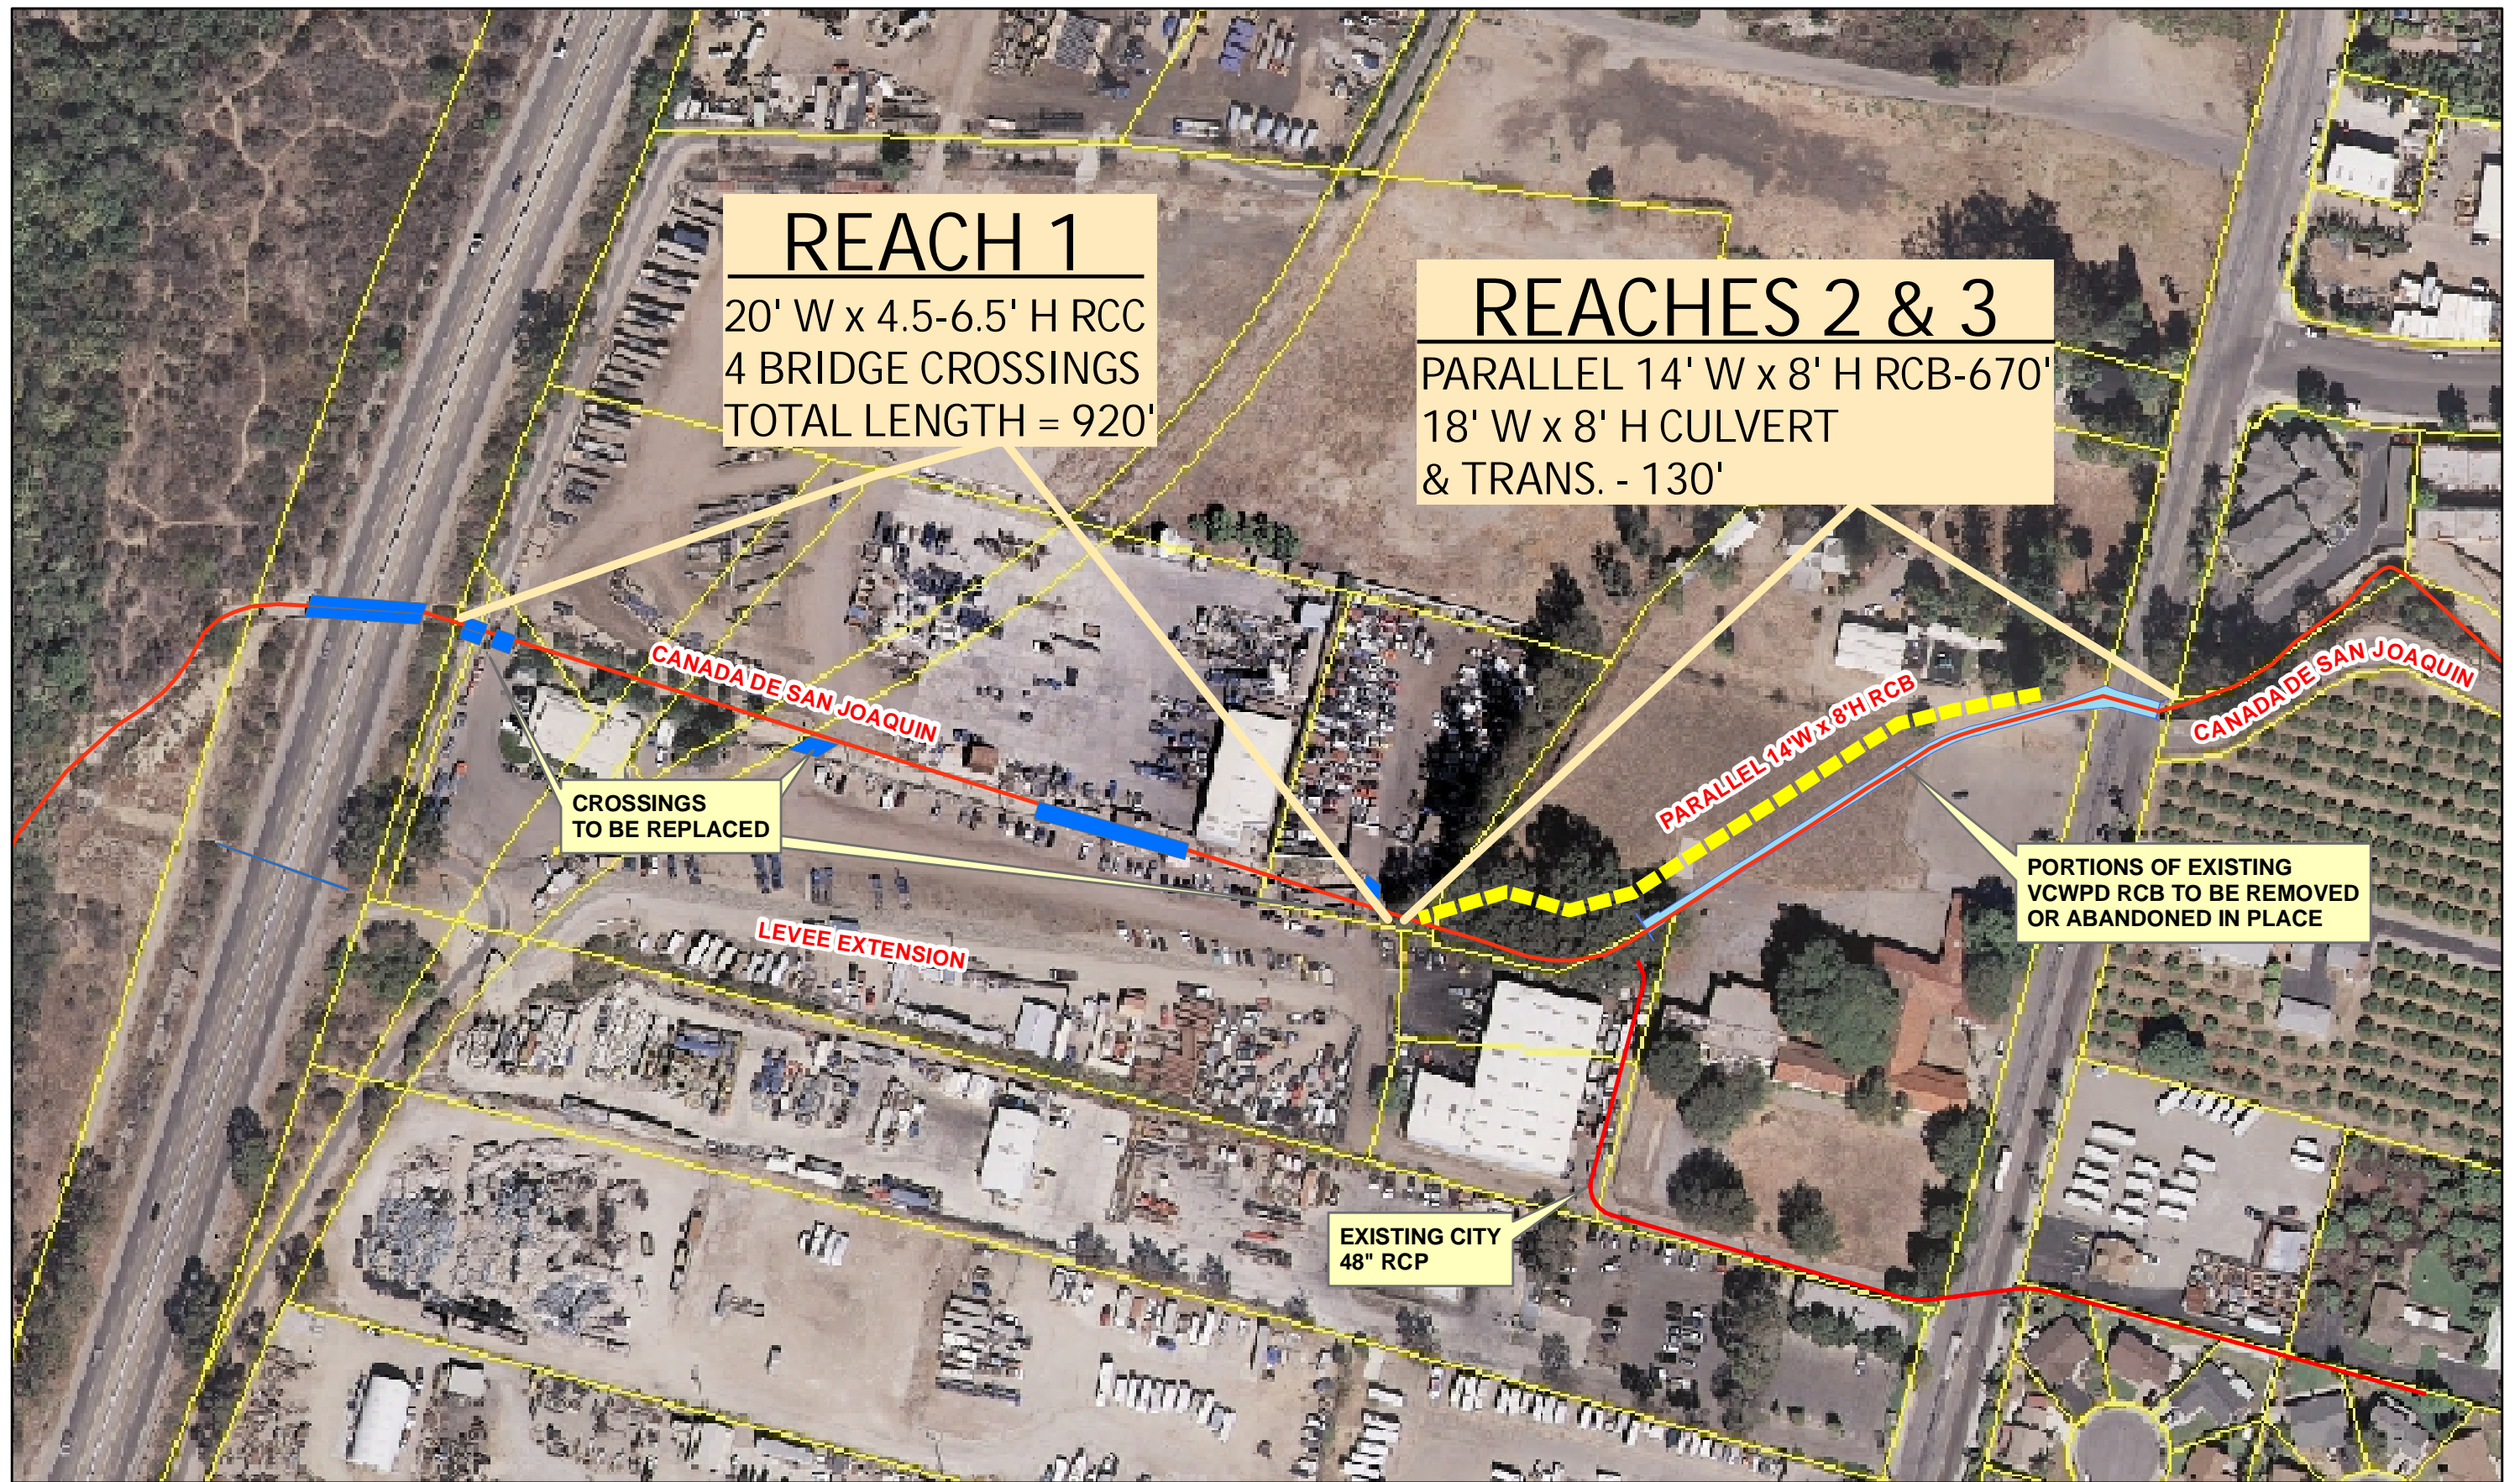 REACH 1
20' W x 4.5-6.5' H RCC
4 BRIDGE CROSSINGS
TOTAL LENGTH = 920'
REACHES 2 & 3
PARALLEL 14' W x 8' H RCB-670'
18' W x 8' H CULVERT
& TRANS. - 130'
CANADA DE SAN JOAQUIN
PARALLEL 14'W x 8'H RCB
CANADA DE SAN JOAQUIN
CROSSINGS
TO BE REPLACED
PORTIONS OF EXISTING
VCWPD RCB TO BE REMOVED
OR ABANDONED IN PLACE
LEVEE EXTENSION
EXISTING CITY
48" RCP